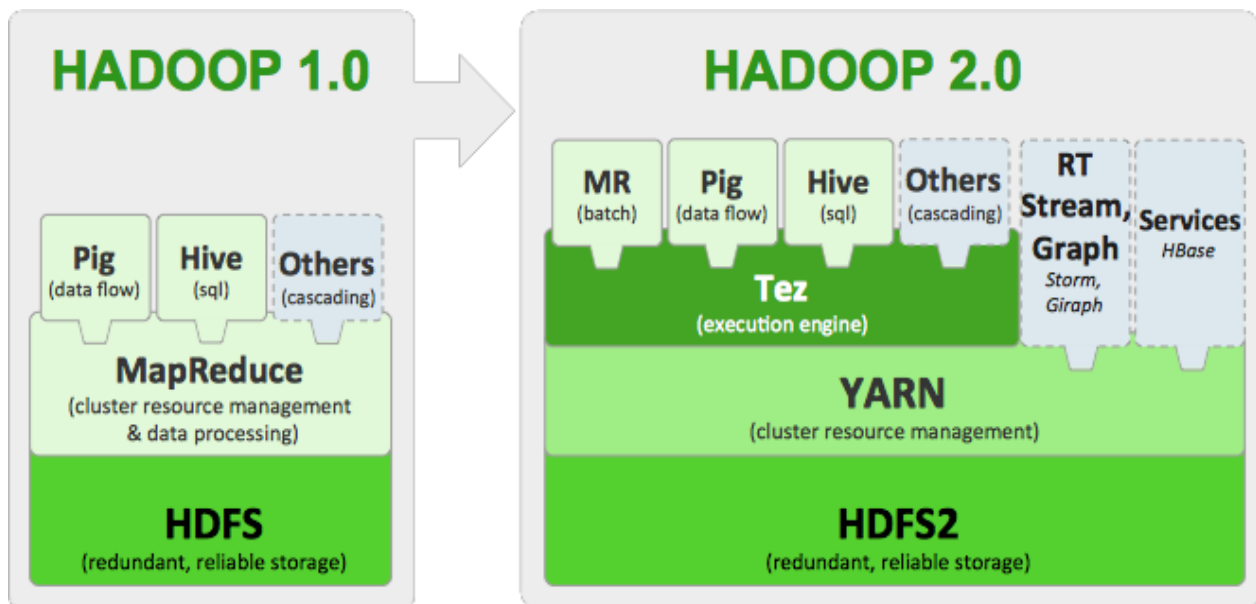 HADOOP 1.0
Pig
(data flow)
Hive
(sql)
Others
(cascading)
MapReduce
(cluster resource management
& data processing)
HDFS
(redundant, reliable storage)
HADOOP 2.0
MR
(batch)
Pig
(data flow)
Hive
(sql)
Others
(cascading)
RT
Stream,
Graph
Storm,
Giraph
Services
HBase
Tez
(execution engine)
YARN
(cluster resource management)
HDFS2
(redundant, reliable storage)